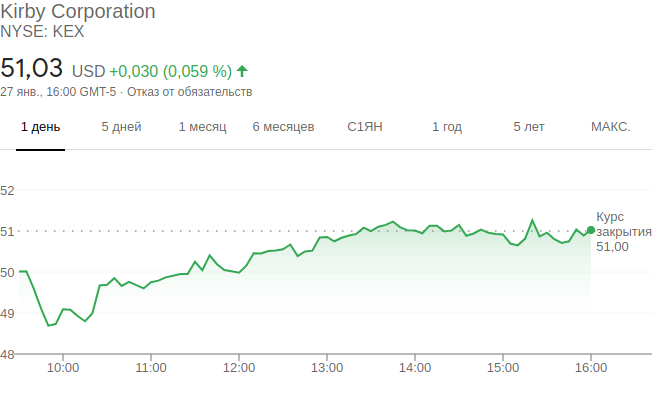 Kirby Corporation
NYSE: KEX
51,03 USD +0,030 (0,059 %)
27 янв., 16:00 GMT-5 · Отказ от обязательств
1 день 5 дней 1 месяц 6 месяцев С1ЯН 1 год 5 лет МАКС.
52
Курс
51 закрытия
51,00
50
49
48
10:00 11:00 12:00 13:00 14:00 15:00 16:00